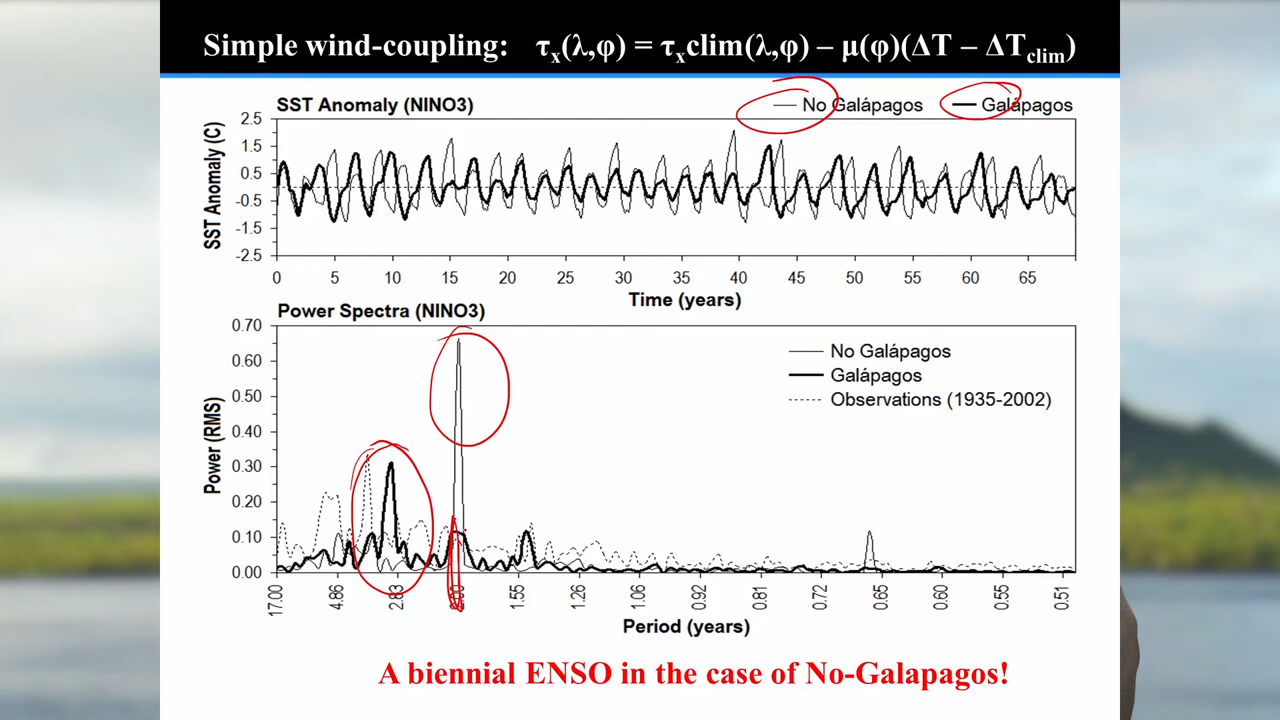 Simple wind-coupling: τₓ(λ,φ) = τₓclim(λ,φ) – μ(φ)(ΔT – ΔTclim)
SST Anomaly (NINO3)
No Galápagos
Galápagos
SST Anomaly (C)
2.5
1.5
0.5
-0.5
-1.5
-2.5
0 5 10 15 20 25 30 35 40 45 50 55 60 65
Time (years)
Power Spectra (NINO3)
No Galápagos
Galápagos
Observations (1935-2002)
Power (RMS)
0.70
0.60
0.50
0.40
0.30
0.20
0.10
0.00
17.00 4.86 2.83 1.55 1.26 1.06 0.92 0.81 0.72 0.65 0.60 0.55 0.51
Period (years)
A biennial ENSO in the case of No-Galapagos!